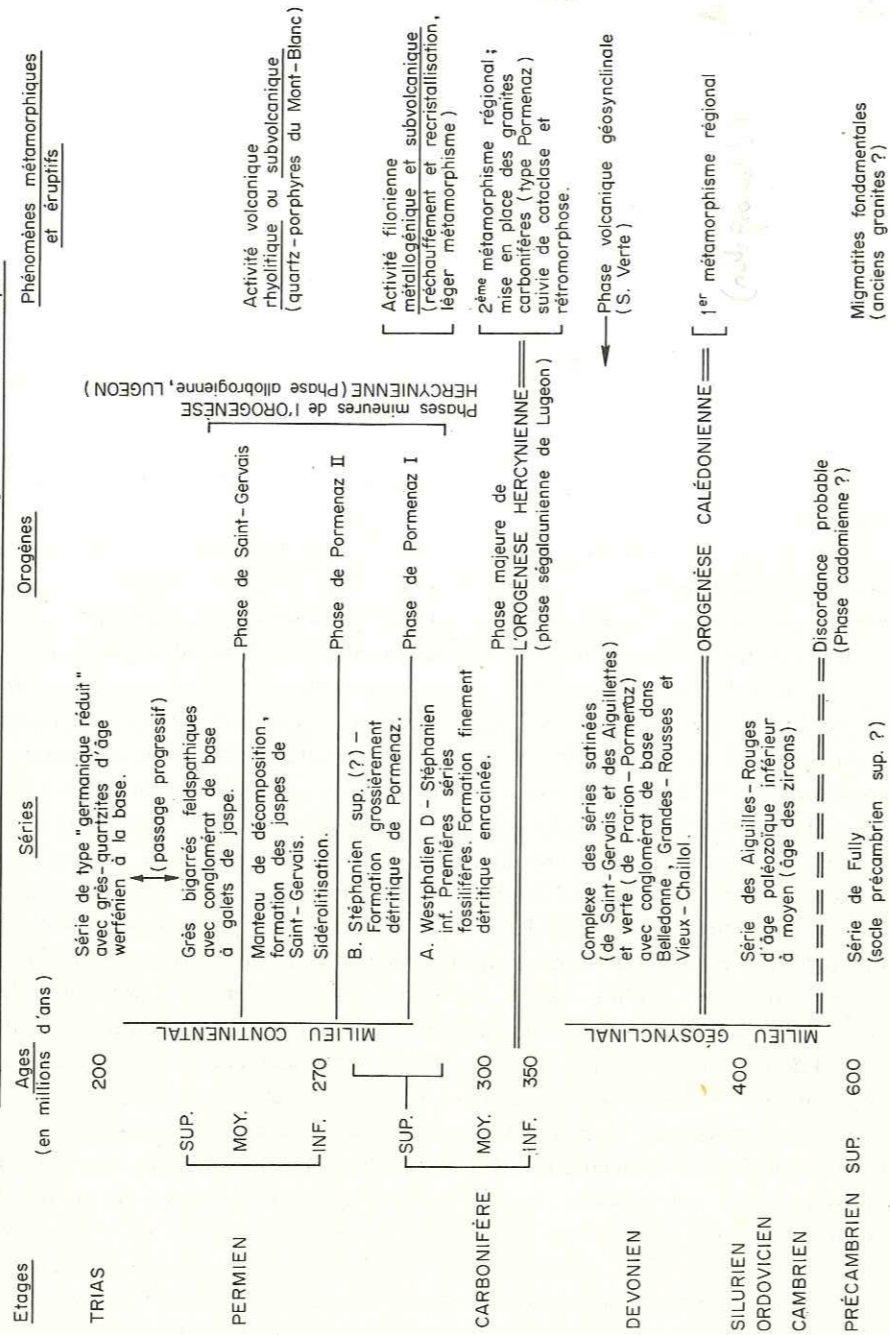 Etages
Ages
(en millions d'ans)
Séries
Orogènes
Phénomènes métamorphiques
et éruptifs
TRIAS
200
Série de type "germanique réduit"
avec grès-quartzites d'âge
werfénien à la base.
(passage progressif)
PERMIEN
SUP.
MOY.
INF.
270
MILIEU CONTINENTAL
Grès bigarrés feldspathiques
avec conglomérat de base
à galets de jaspe.
Manteau de décomposition,
formation des jaspes de
Saint-Gervais.
Sidérolitisation.
Phase de Saint-Gervais
Phase de Pormenaz II
Phase de Pormenaz I
Phases mineures de l'OROGENÈSE
HERCYNIENNE (Phase allobrogienne, LUGEON)
Activité volcanique
rhyolitique ou subvolcanique
(quartz-porphyres du Mont-Blanc)
CARBONIFÈRE
SUP.
MOY.
INF.
300
350
B. Stéphanien sup. (?) –
Formation grossièrement
détritique de Pormenaz.
A. Westphalien D – Stéphanien
inf. Premières séries
fossilifères. Formation finement
détritique enracinée.
Activité filonienne
métallogénique et subvolcanique
(réchauffement et recristallisation,
léger métamorphisme)
Phase majeure de
L'OROGENESE HERCYNIENNE
(phase ségalaunienne de Lugeon)
2ème métamorphisme régional;
mise en place des granites
carbonifères (type Pormenaz)
suivie de cataclase et
rétromorphose.
DEVONIEN
MILIEU GÉOSYNCLINAL
Complexe des séries satinées
(de Saint-Gervais et des Aiguillettes)
et verte (de Prarion-Pormenaz)
avec conglomérat de base dans
Belledonne, Grandes-Rousses et
Vieux-Chaillol.
Phase volcanique géosynclinale
(S. Verte)
OROGENÈSE CALÉDONIENNE
1er métamorphisme régional
SILURIEN
ORDOVICIEN
CAMBRIEN
400
Série des Aiguilles-Rouges
d'âge paléozoïque inférieur
à moyen (âge des zircons)
Discordance probable
(Phase cadomienne ?)
PRÉCAMBRIEN SUP.
600
Série de Fully
(socle précambrien sup. ?)
Migmatites fondamentales
(anciens granites ?)